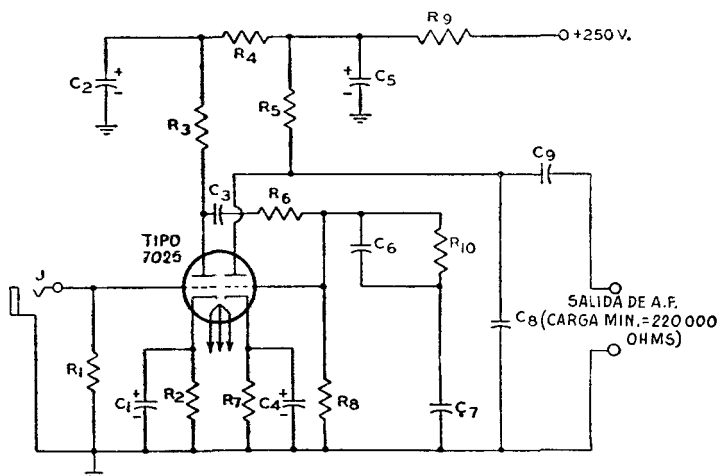 R9
+250 V.
R4
C2
+
-
+
-
C5
R3
R5
C9
C3
R6
TIPO
7025
C6
R10
J
SALIDA DE A.F.
C8 (CARGA MIN.=220 000
OHMS)
R1
C1
+
-
R2
R7
C4
+
-
R8
C7